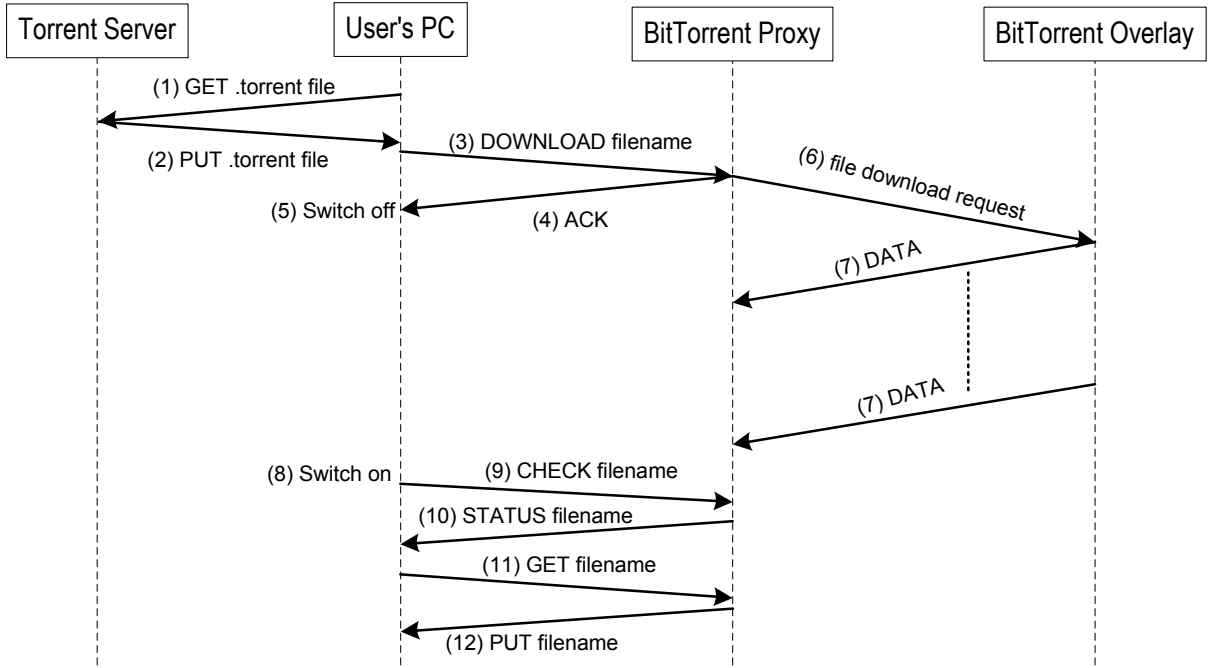 Torrent Server
User's PC
BitTorrent Proxy
BitTorrent Overlay
(1) GET .torrent file
(2) PUT .torrent file
(3) DOWNLOAD filename
(4) ACK
(5) Switch off
(6) file download request
(7) DATA
(7) DATA
(8) Switch on
(9) CHECK filename
(10) STATUS filename
(11) GET filename
(12) PUT filename